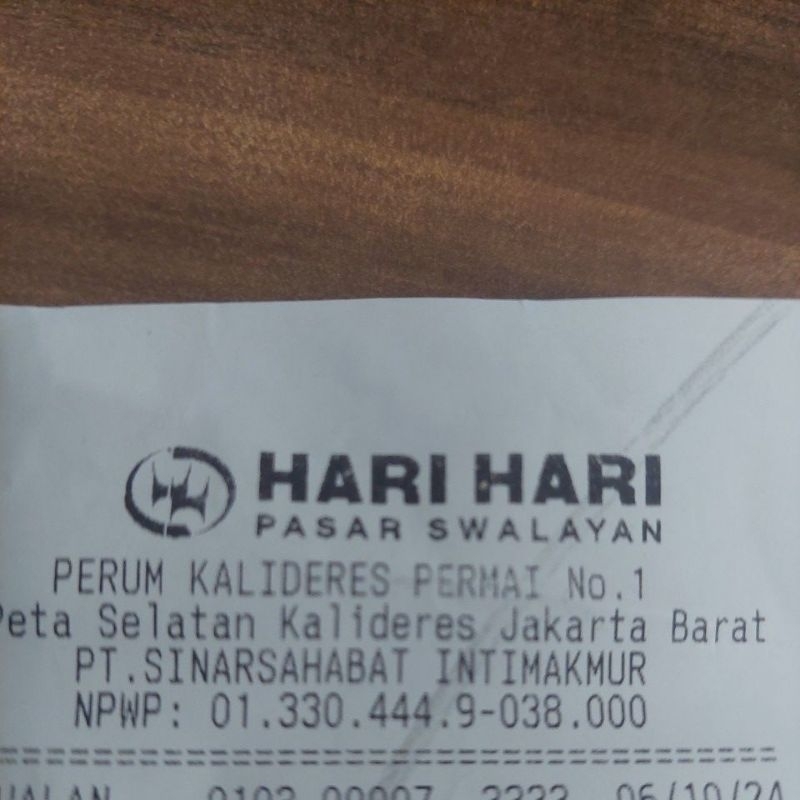 HARI HARI
PASAR SWALAYAN
PERUM KALIDERES PERMAI No.1
Peta Selatan Kalideres Jakarta Barat
PT.SINARSAHABAT INTIMAKMUR
NPWP: 01.330.444.9-038.000